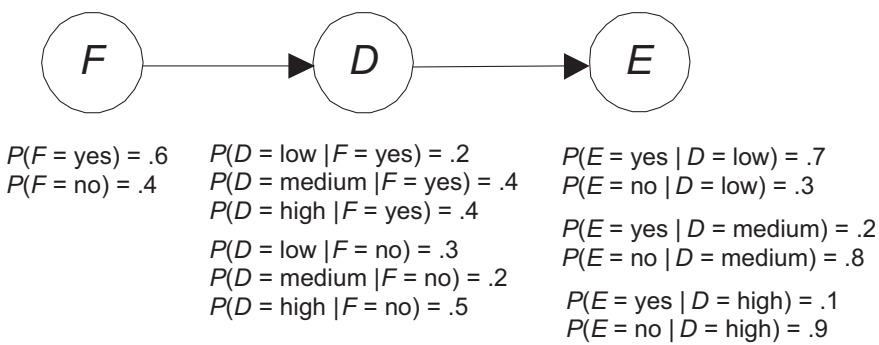 F D E
P(F = yes) = .6
P(F = no) = .4
P(D = low | F = yes) = .2
P(D = medium | F = yes) = .4
P(D = high | F = yes) = .4
P(D = low | F = no) = .3
P(D = medium | F = no) = .2
P(D = high | F = no) = .5
P(E = yes | D = low) = .7
P(E = no | D = low) = .3
P(E = yes | D = medium) = .2
P(E = no | D = medium) = .8
P(E = yes | D = high) = .1
P(E = no | D = high) = .9